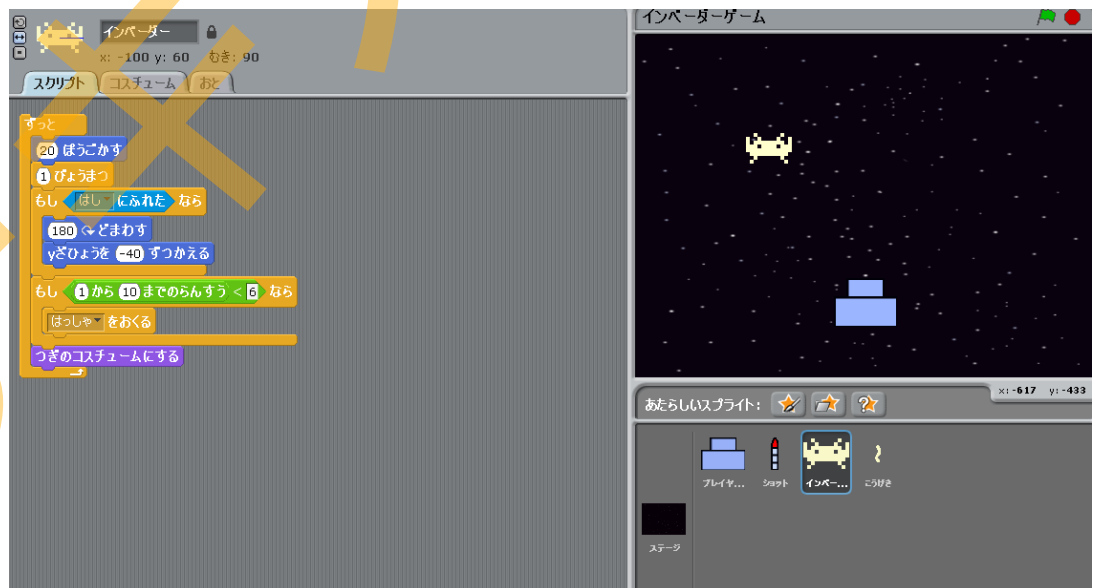 インベーダー
x: -100 y: 60 むき: 90
スクリプト コスチューム おと
ずっと
20 ほうごかす
1 びょうまつ
もし はし にふれた なら
180 どまわす
yざひょうを -40 ずつかえる
もし 1 から 10 までのらんすう < 6 なら
はっしゃ をおくる
つぎのコスチュームにする
インベーダーゲーム
x: -617 y: -433
あたらしいスプライト:
プレイヤ... ショット インベー... こうげき
ステージ